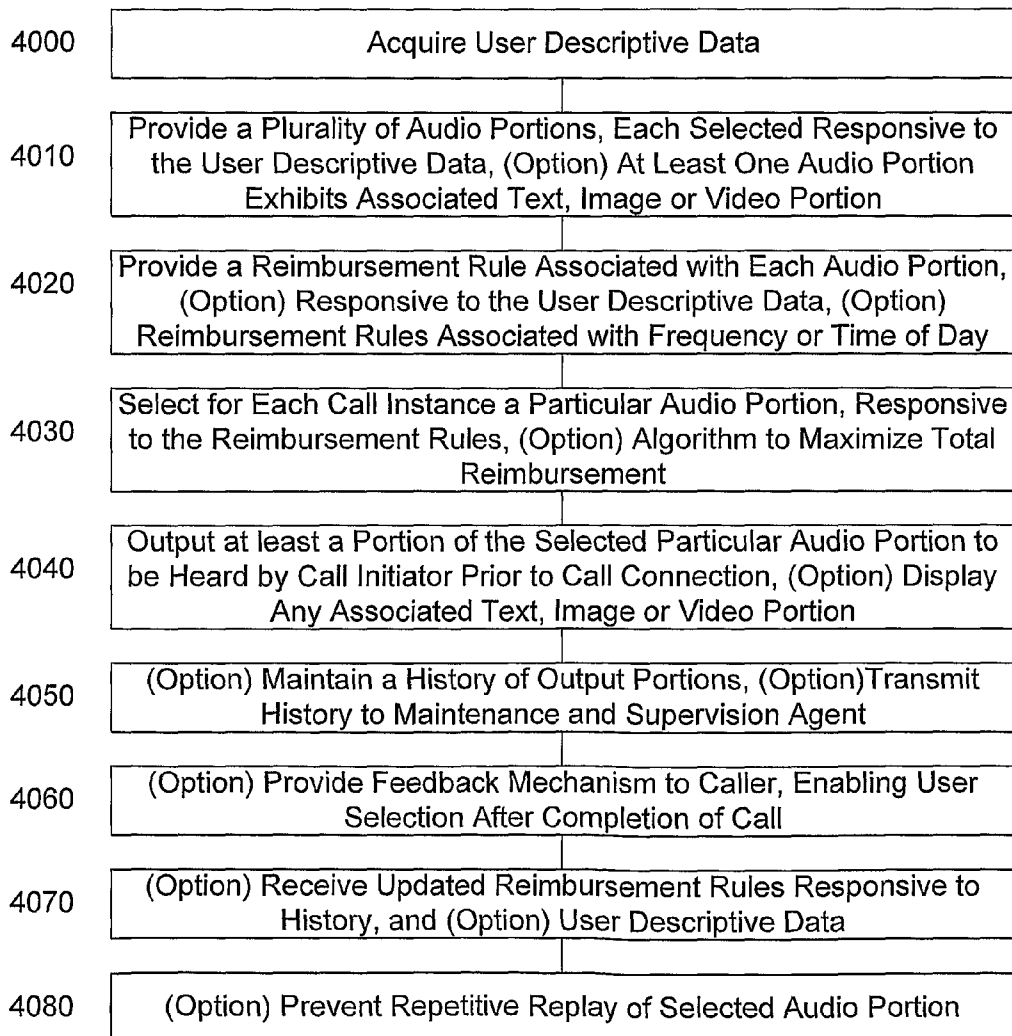 4000
Acquire User Descriptive Data
4010
Provide a Plurality of Audio Portions, Each Selected Responsive to
the User Descriptive Data, (Option) At Least One Audio Portion
Exhibits Associated Text, Image or Video Portion
4020
Provide a Reimbursement Rule Associated with Each Audio Portion,
(Option) Responsive to the User Descriptive Data, (Option)
Reimbursement Rules Associated with Frequency or Time of Day
4030
Select for Each Call Instance a Particular Audio Portion, Responsive
to the Reimbursement Rules, (Option) Algorithm to Maximize Total
Reimbursement
4040
Output at least a Portion of the Selected Particular Audio Portion to
be Heard by Call Initiator Prior to Call Connection, (Option) Display
Any Associated Text, Image or Video Portion
4050
(Option) Maintain a History of Output Portions, (Option)Transmit
History to Maintenance and Supervision Agent
4060
(Option) Provide Feedback Mechanism to Caller, Enabling User
Selection After Completion of Call
4070
(Option) Receive Updated Reimbursement Rules Responsive to
History, and (Option) User Descriptive Data
4080
(Option) Prevent Repetitive Replay of Selected Audio Portion